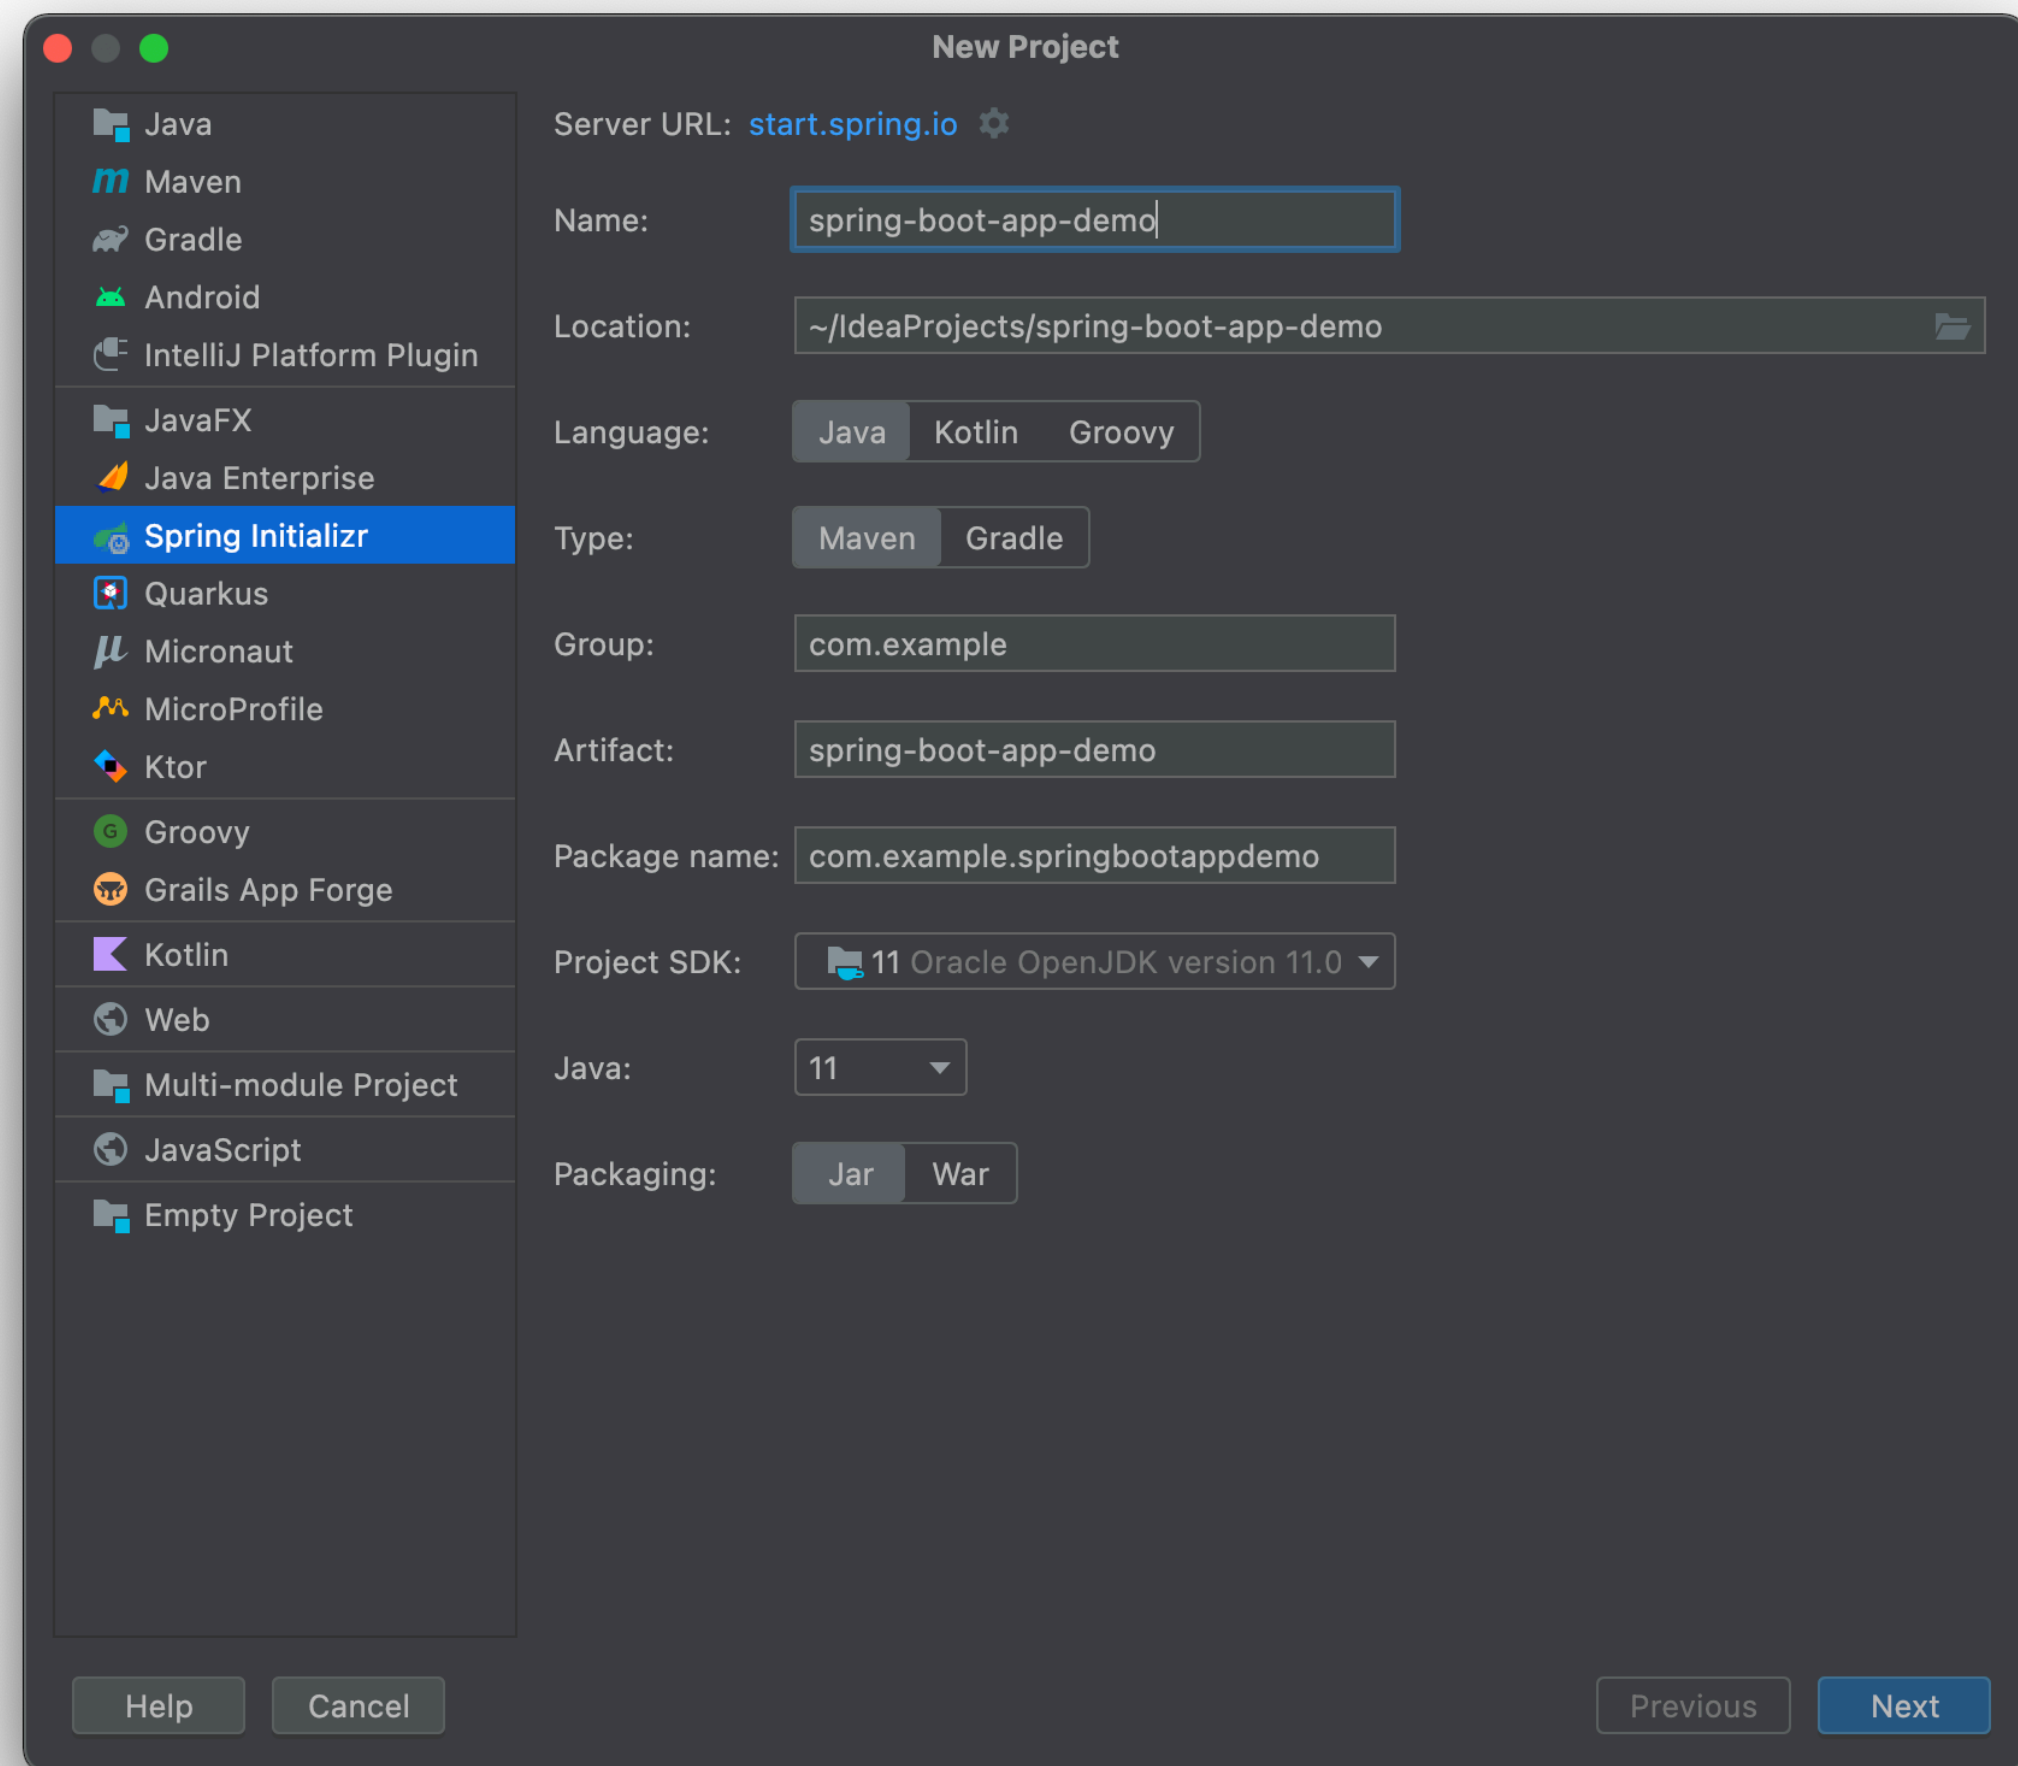 New Project
Java
Maven
Gradle
Android
IntelliJ Platform Plugin
JavaFX
Java Enterprise
Spring Initializr
Quarkus
Micronaut
MicroProfile
Ktor
G Groovy
Grails App Forge
Kotlin
Web
Multi-module Project
JavaScript
Empty Project
Server URL: start.spring.io
Name: spring-boot-app-demo
Location: ~/IdeaProjects/spring-boot-app-demo
Language: Java Kotlin Groovy
Type: Maven Gradle
Group: com.example
Artifact: spring-boot-app-demo
Package name: com.example.springbootappdemo
Project SDK: 11 Oracle OpenJDK version 11.0
Java: 11
Packaging: Jar War
Help Cancel Previous Next